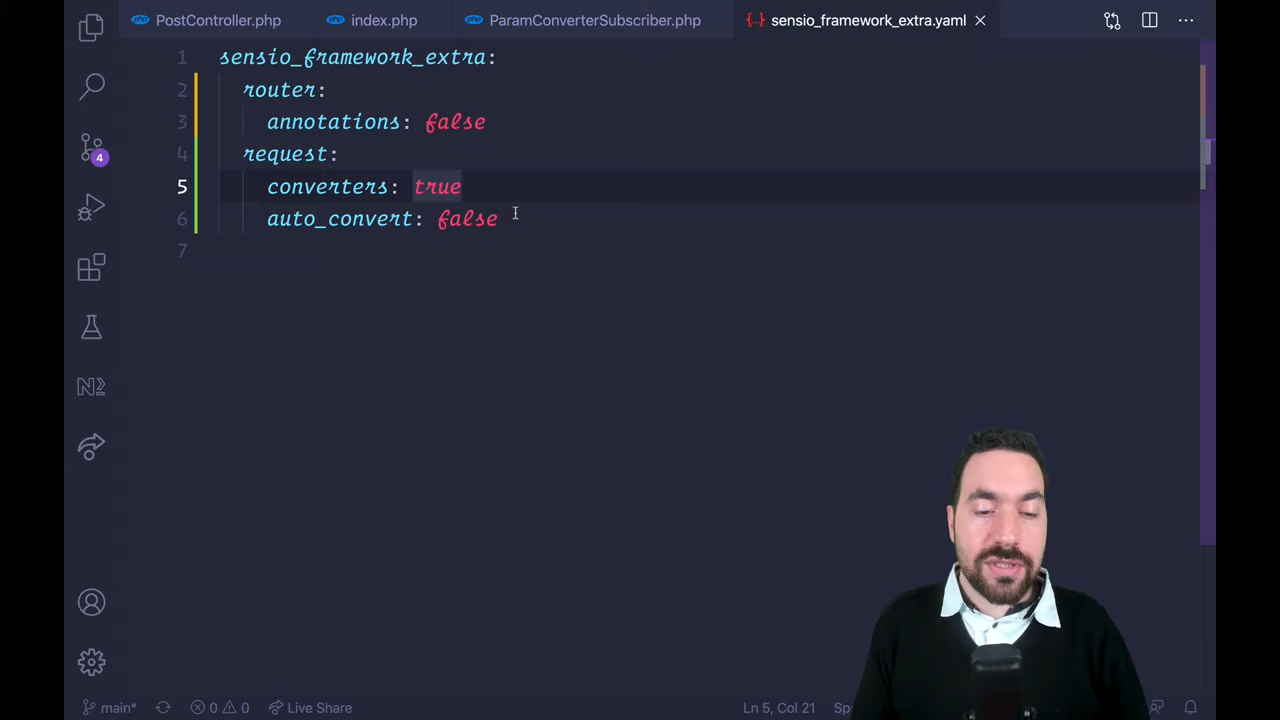 PostController.php
index.php
ParamConverterSubscriber.php
sensio_framework_extra.yaml
1 sensio_framework_extra:
2 router:
3 annotations: false
4 request:
5 converters: true
6 auto_convert: false
7
4
main*
0 0
Live Share
Ln 5, Col 21